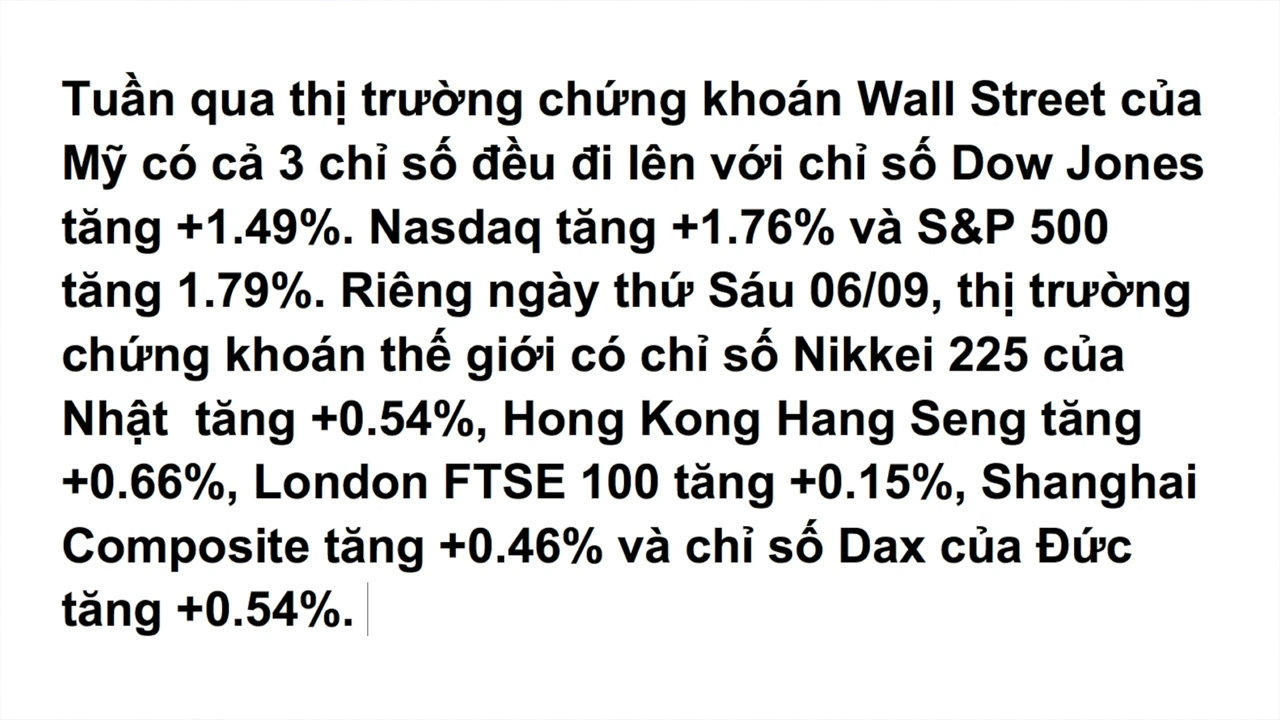 Tuần qua thị trường chứng khoán Wall Street của
Mỹ có cả 3 chỉ số đều đi lên với chỉ số Dow Jones
tăng +1.49%. Nasdaq tăng +1.76% và S&P 500
tăng 1.79%. Riêng ngày thứ Sáu 06/09, thị trường
chứng khoán thế giới có chỉ số Nikkei 225 của
Nhật  tăng +0.54%, Hong Kong Hang Seng tăng
+0.66%, London FTSE 100 tăng +0.15%, Shanghai
Composite tăng +0.46% và chỉ số Dax của Đức
tăng +0.54%.